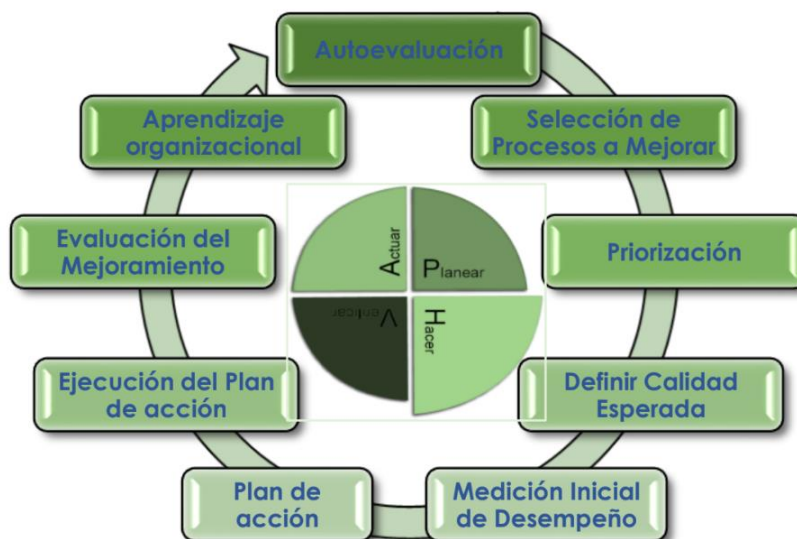 Autoevaluación
Selección de
Procesos a Mejorar
Priorización
Definir Calidad
Esperada
Medición Inicial
de Desempeño
Plan de
acción
Ejecución del Plan
de acción
Evaluación del
Mejoramiento
Aprendizaje
organizacional
Actuar
Planear
Hacer
Verificar